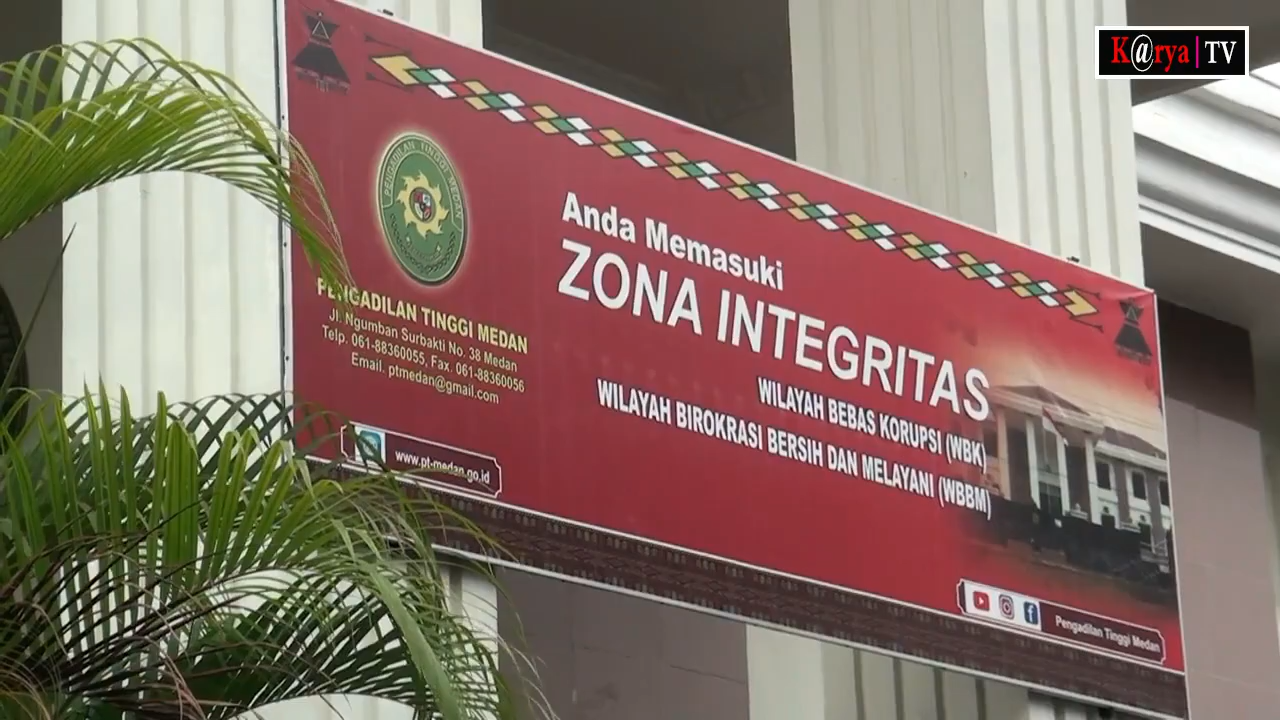 K@rya|TV
PENGADILAN TINGGI MEDAN
Anda Memasuki
ZONA INTEGRITAS
WILAYAH BEBAS KORUPSI (WBK)
WILAYAH BIROKRASI BERSIH DAN MELAYANI (WBBM)
PENGADILAN TINGGI MEDAN
Jl. Ngumban Surbakti No. 38 Medan
Telp. 061-88360055, Fax. 061-88360056
Email. ptmedan@gmail.com
www.pt-medan.go.id
Pengadilan Tinggi Medan